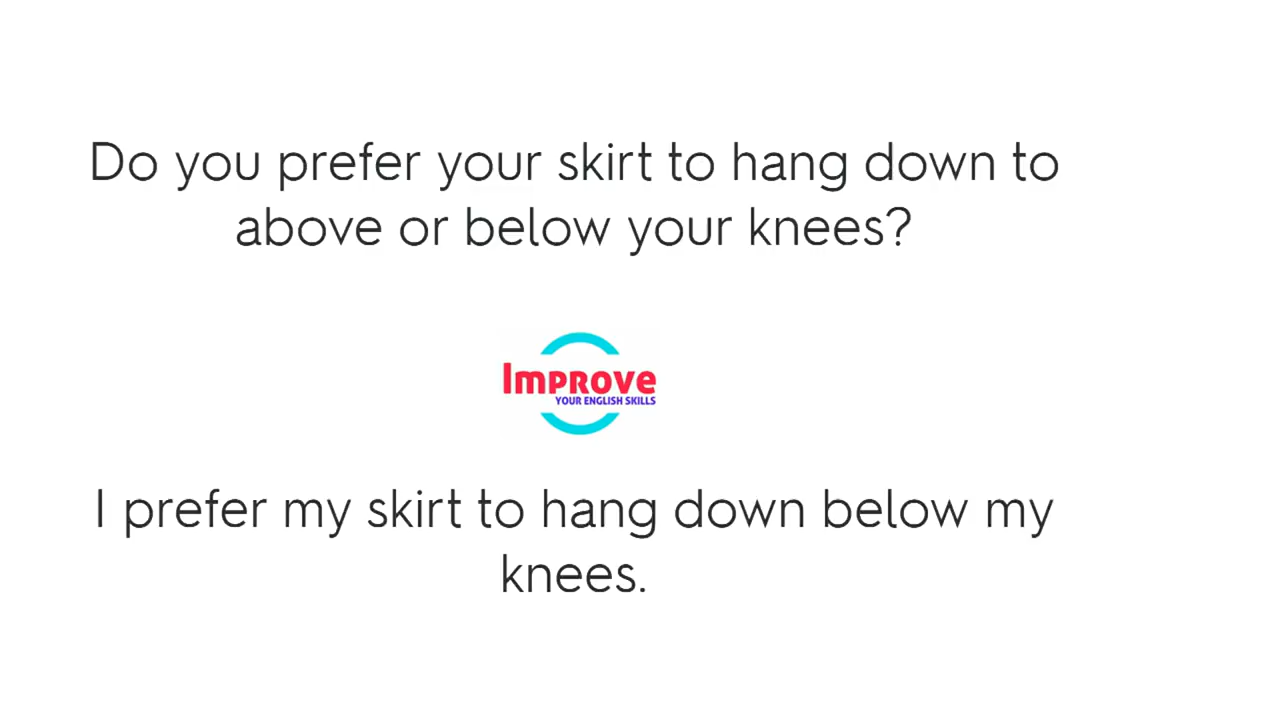 Do you prefer your skirt to hang down to
above or below your knees?
Improve
YOUR ENGLISH SKILLS
I prefer my skirt to hang down below my
knees.